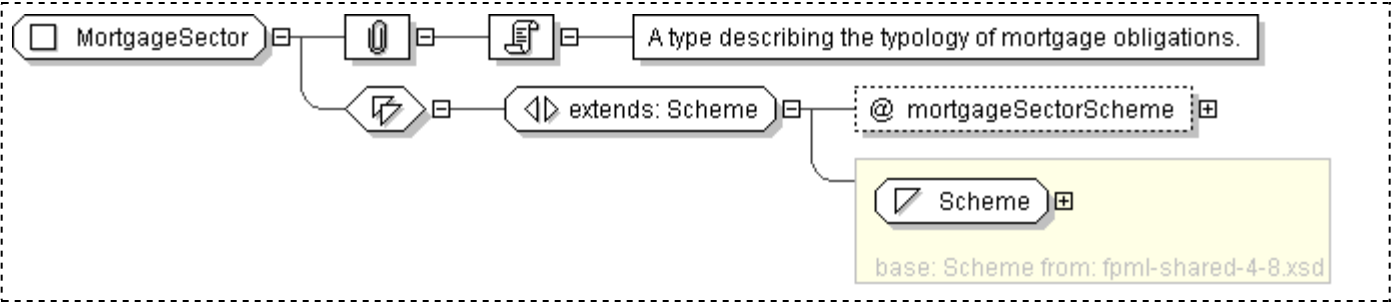 MortgageSector
A type describing the typology of mortgage obligations.
extends: Scheme
@ mortgageSectorScheme
Scheme
base: Scheme from: fpml-shared-4-8.xsd